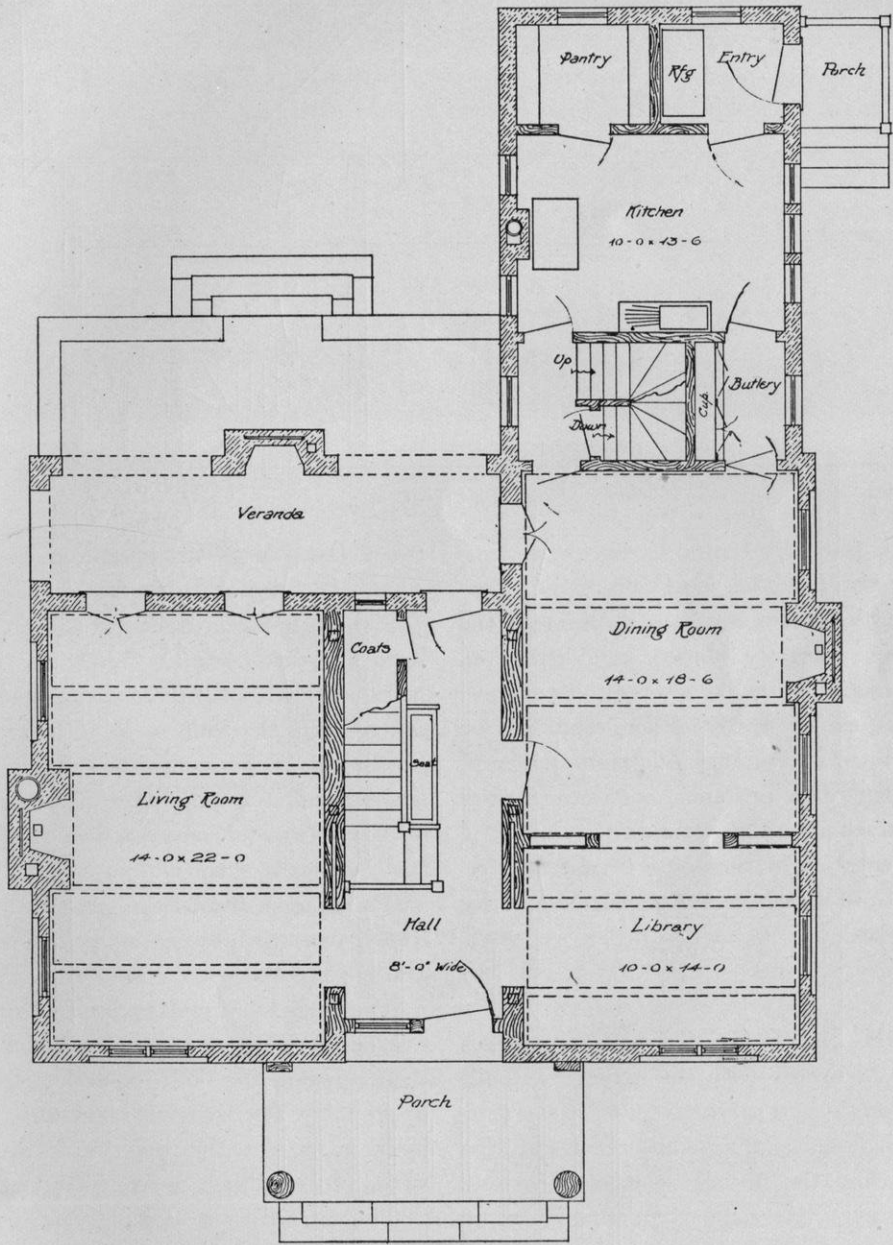 Pantry
Rfg
Entry
Porch
Kitchen
10-0 x 13-6
Up
Down
Cup
Butlery
Veranda
Coats
Dining Room
14-0 x 18-6
Seat
Living Room
14-0 x 22-0
Hall
8'-0" Wide
Library
10-0 x 14-0
Porch